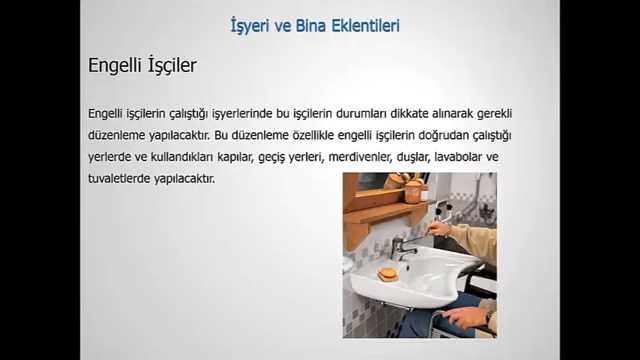 İşyeri ve Bina Eklentileri
Engelli İşçiler
Engelli işçilerin çalıştığı işyerlerinde bu işçilerin durumları dikkate alınarak gerekli
düzenleme yapılacaktır. Bu düzenleme özellikle engelli işçilerin doğrudan çalıştığı
yerlerde ve kullandıkları kapılar, geçiş yerleri, merdivenler, duşlar, lavabolar ve
tuvaletlerde yapılacaktır.